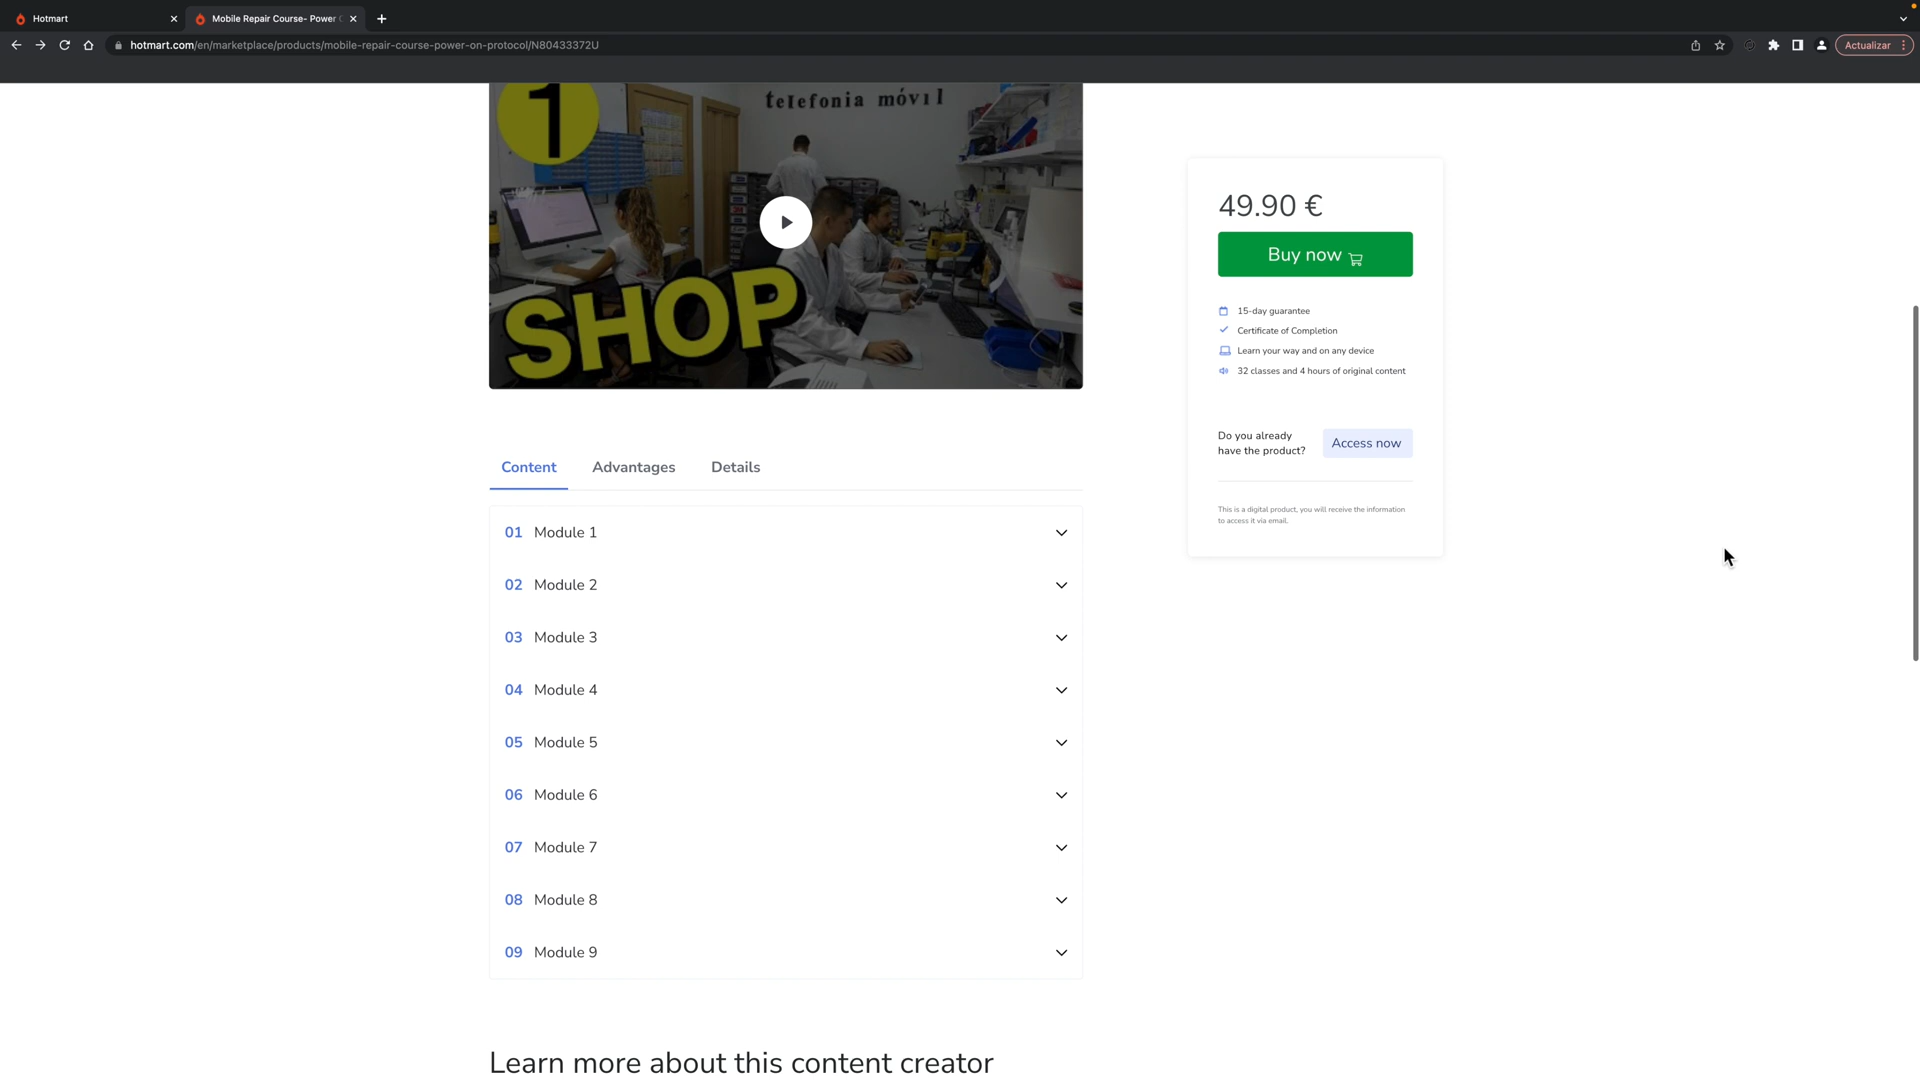 Hotmart
Mobile Repair Course- Power
hotmart.com/en/marketplace/products/mobile-repair-course-power-on-protocol/N80433372U
Actualizar
1
telefonia móvil
SHOP
49.90 €
Buy now
15-day guarantee
Certificate of Completion
Learn your way and on any device
32 classes and 4 hours of original content
Do you already
have the product?
Access now
This is a digital product, you will receive the information
to access it via email.
Content
Advantages
Details
01 Module 1
02 Module 2
03 Module 3
04 Module 4
05 Module 5
06 Module 6
07 Module 7
08 Module 8
09 Module 9
Learn more about this content creator